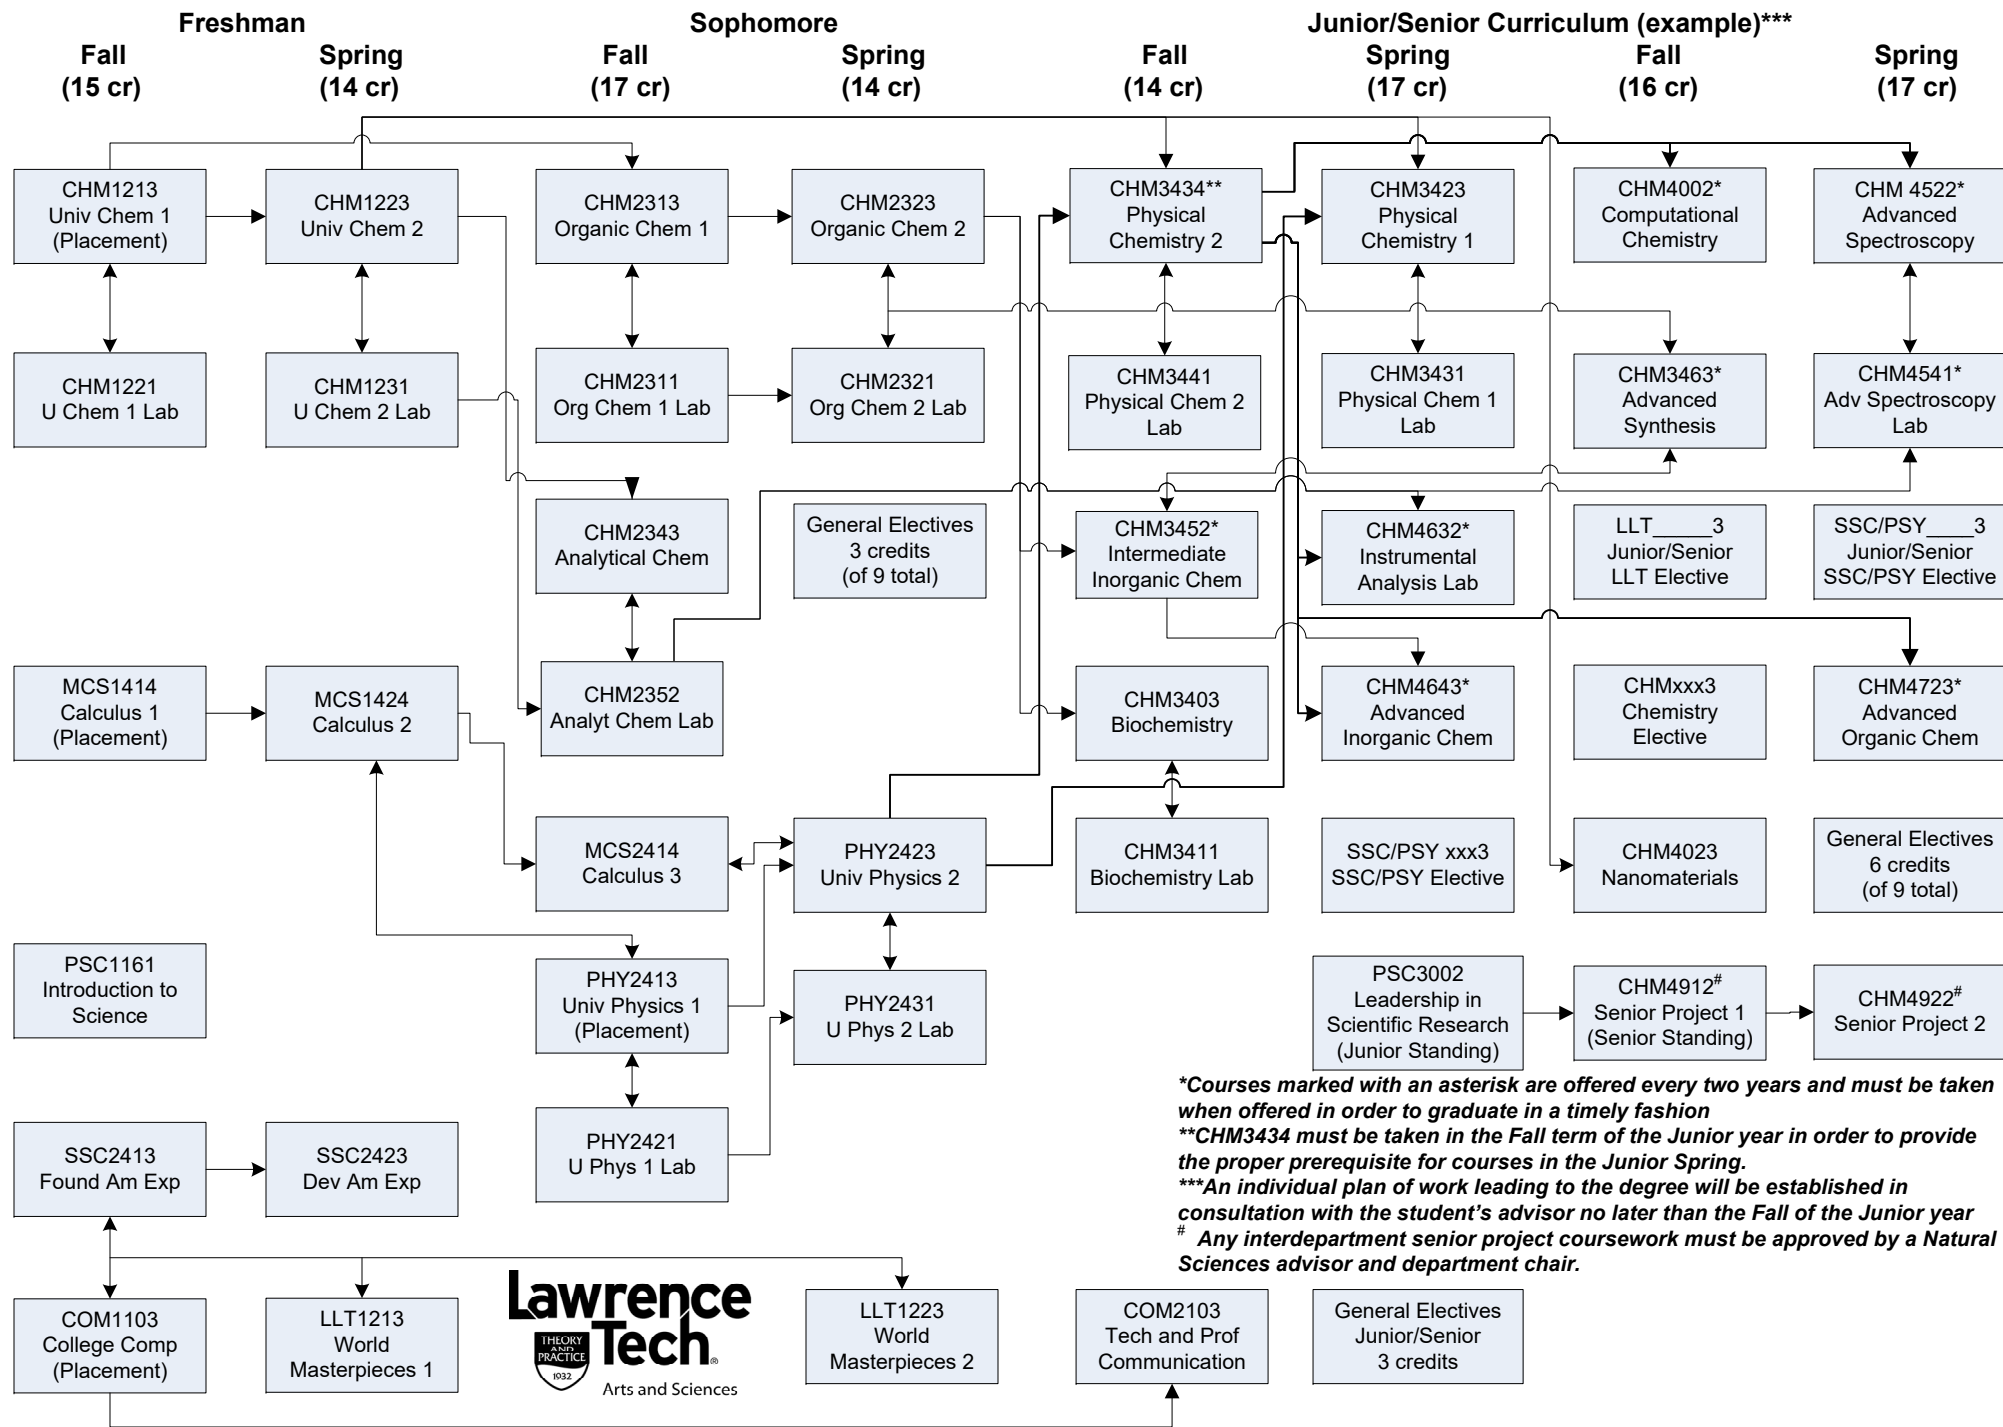 Freshman
Sophomore
Junior/Senior Curriculum (example)***
Fall
(15 cr)
Spring
(14 cr)
Fall
(17 cr)
Spring
(14 cr)
Fall
(14 cr)
Spring
(17 cr)
Fall
(16 cr)
Spring
(17 cr)
CHM1213
Univ Chem 1
(Placement)
CHM1223
Univ Chem 2
CHM2313
Organic Chem 1
CHM2323
Organic Chem 2
CHM3434**
Physical
Chemistry 2
CHM3423
Physical
Chemistry 1
CHM4002*
Computational
Chemistry
CHM 4522*
Advanced
Spectroscopy
CHM1221
U Chem 1 Lab
CHM1231
U Chem 2 Lab
CHM2311
Org Chem 1 Lab
CHM2321
Org Chem 2 Lab
CHM3441
Physical Chem 2
Lab
CHM3431
Physical Chem 1
Lab
CHM3463*
Advanced
Synthesis
CHM4541*
Adv Spectroscopy
Lab
CHM2343
Analytical Chem
General Electives
3 credits
(of 9 total)
CHM3452*
Intermediate
Inorganic Chem
CHM4632*
Instrumental
Analysis Lab
LLT_____3
Junior/Senior
LLT Elective
SSC/PSY____3
Junior/Senior
SSC/PSY Elective
MCS1414
Calculus 1
(Placement)
MCS1424
Calculus 2
CHM2352
Analyt Chem Lab
CHM3403
Biochemistry
CHM4643*
Advanced
Inorganic Chem
CHMxxx3
Chemistry
Elective
CHM4723*
Advanced
Organic Chem
MCS2414
Calculus 3
PHY2423
Univ Physics 2
CHM3411
Biochemistry Lab
SSC/PSY xxx3
SSC/PSY Elective
CHM4023
Nanomaterials
General Electives
6 credits
(of 9 total)
PSC1161
Introduction to
Science
PHY2413
Univ Physics 1
(Placement)
PHY2431
U Phys 2 Lab
PSC3002
Leadership in
Scientific Research
(Junior Standing)
CHM4912#
Senior Project 1
(Senior Standing)
CHM4922#
Senior Project 2
SSC2413
Found Am Exp
SSC2423
Dev Am Exp
PHY2421
U Phys 1 Lab
*Courses marked with an asterisk are offered every two years and must be taken
when offered in order to graduate in a timely fashion
**CHM3434 must be taken in the Fall term of the Junior year in order to provide
the proper prerequisite for courses in the Junior Spring.
***An individual plan of work leading to the degree will be established in
consultation with the student's advisor no later than the Fall of the Junior year
# Any interdepartment senior project coursework must be approved by a Natural
Sciences advisor and department chair.
COM1103
College Comp
(Placement)
LLT1213
World
Masterpieces 1
Lawrence
Tech®
THEORY
AND
PRACTICE
1932
Arts and Sciences
LLT1223
World
Masterpieces 2
COM2103
Tech and Prof
Communication
General Electives
Junior/Senior
3 credits